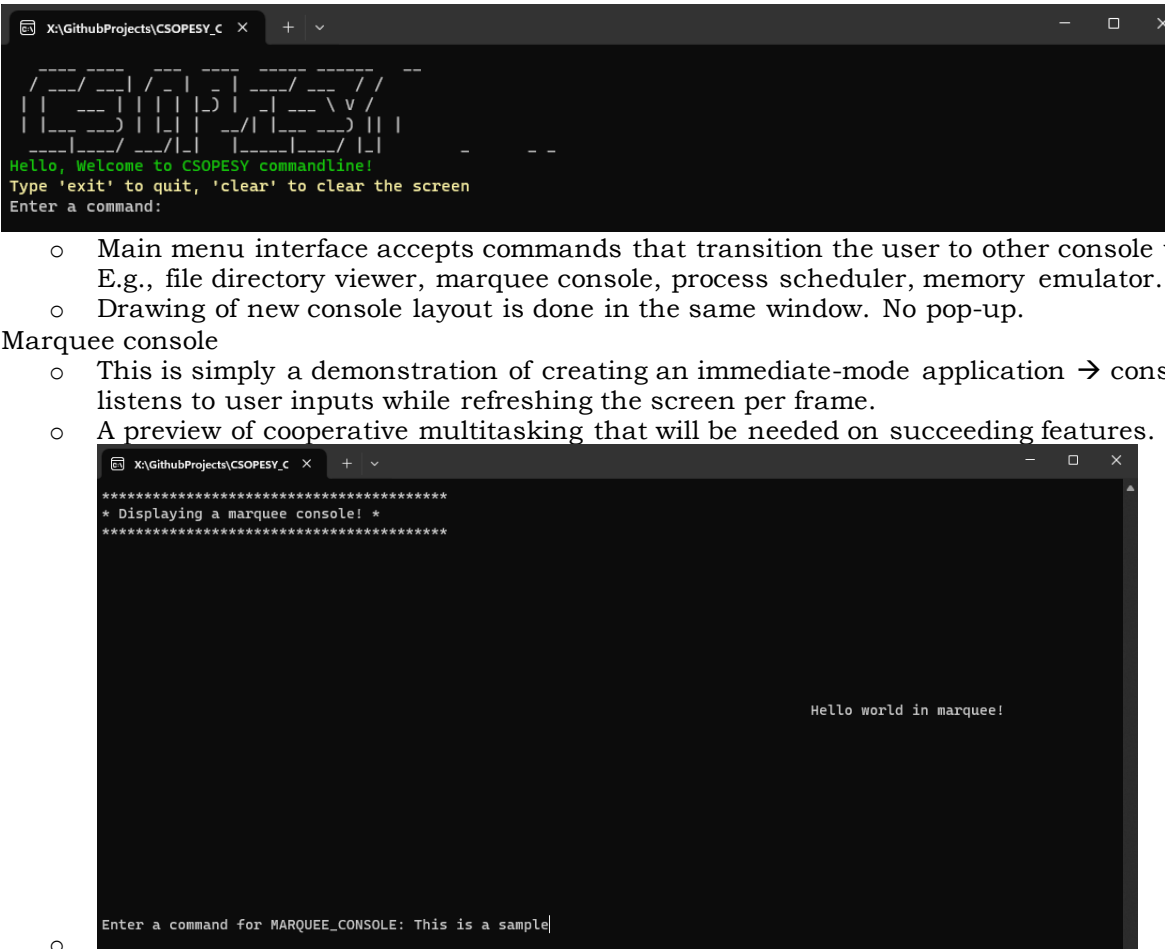 X:\GithubProjects\CSOPESY_C
Hello, Welcome to CSOPESY commandline!
Type 'exit' to quit, 'clear' to clear the screen
Enter a command:
o Main menu interface accepts commands that transition the user to other console
E.g., file directory viewer, marquee console, process scheduler, memory emulator.
o Drawing of new console layout is done in the same window. No pop-up.
Marquee console
o This is simply a demonstration of creating an immediate-mode application →
listens to user inputs while refreshing the screen per frame.
o A preview of cooperative multitasking that will be needed on succeeding features.
X:\GithubProjects\CSOPESY_C
*****************************************
* Displaying a marquee console! *
*****************************************
Hello world in marquee!
Enter a command for MARQUEE_CONSOLE: This is a sample
o